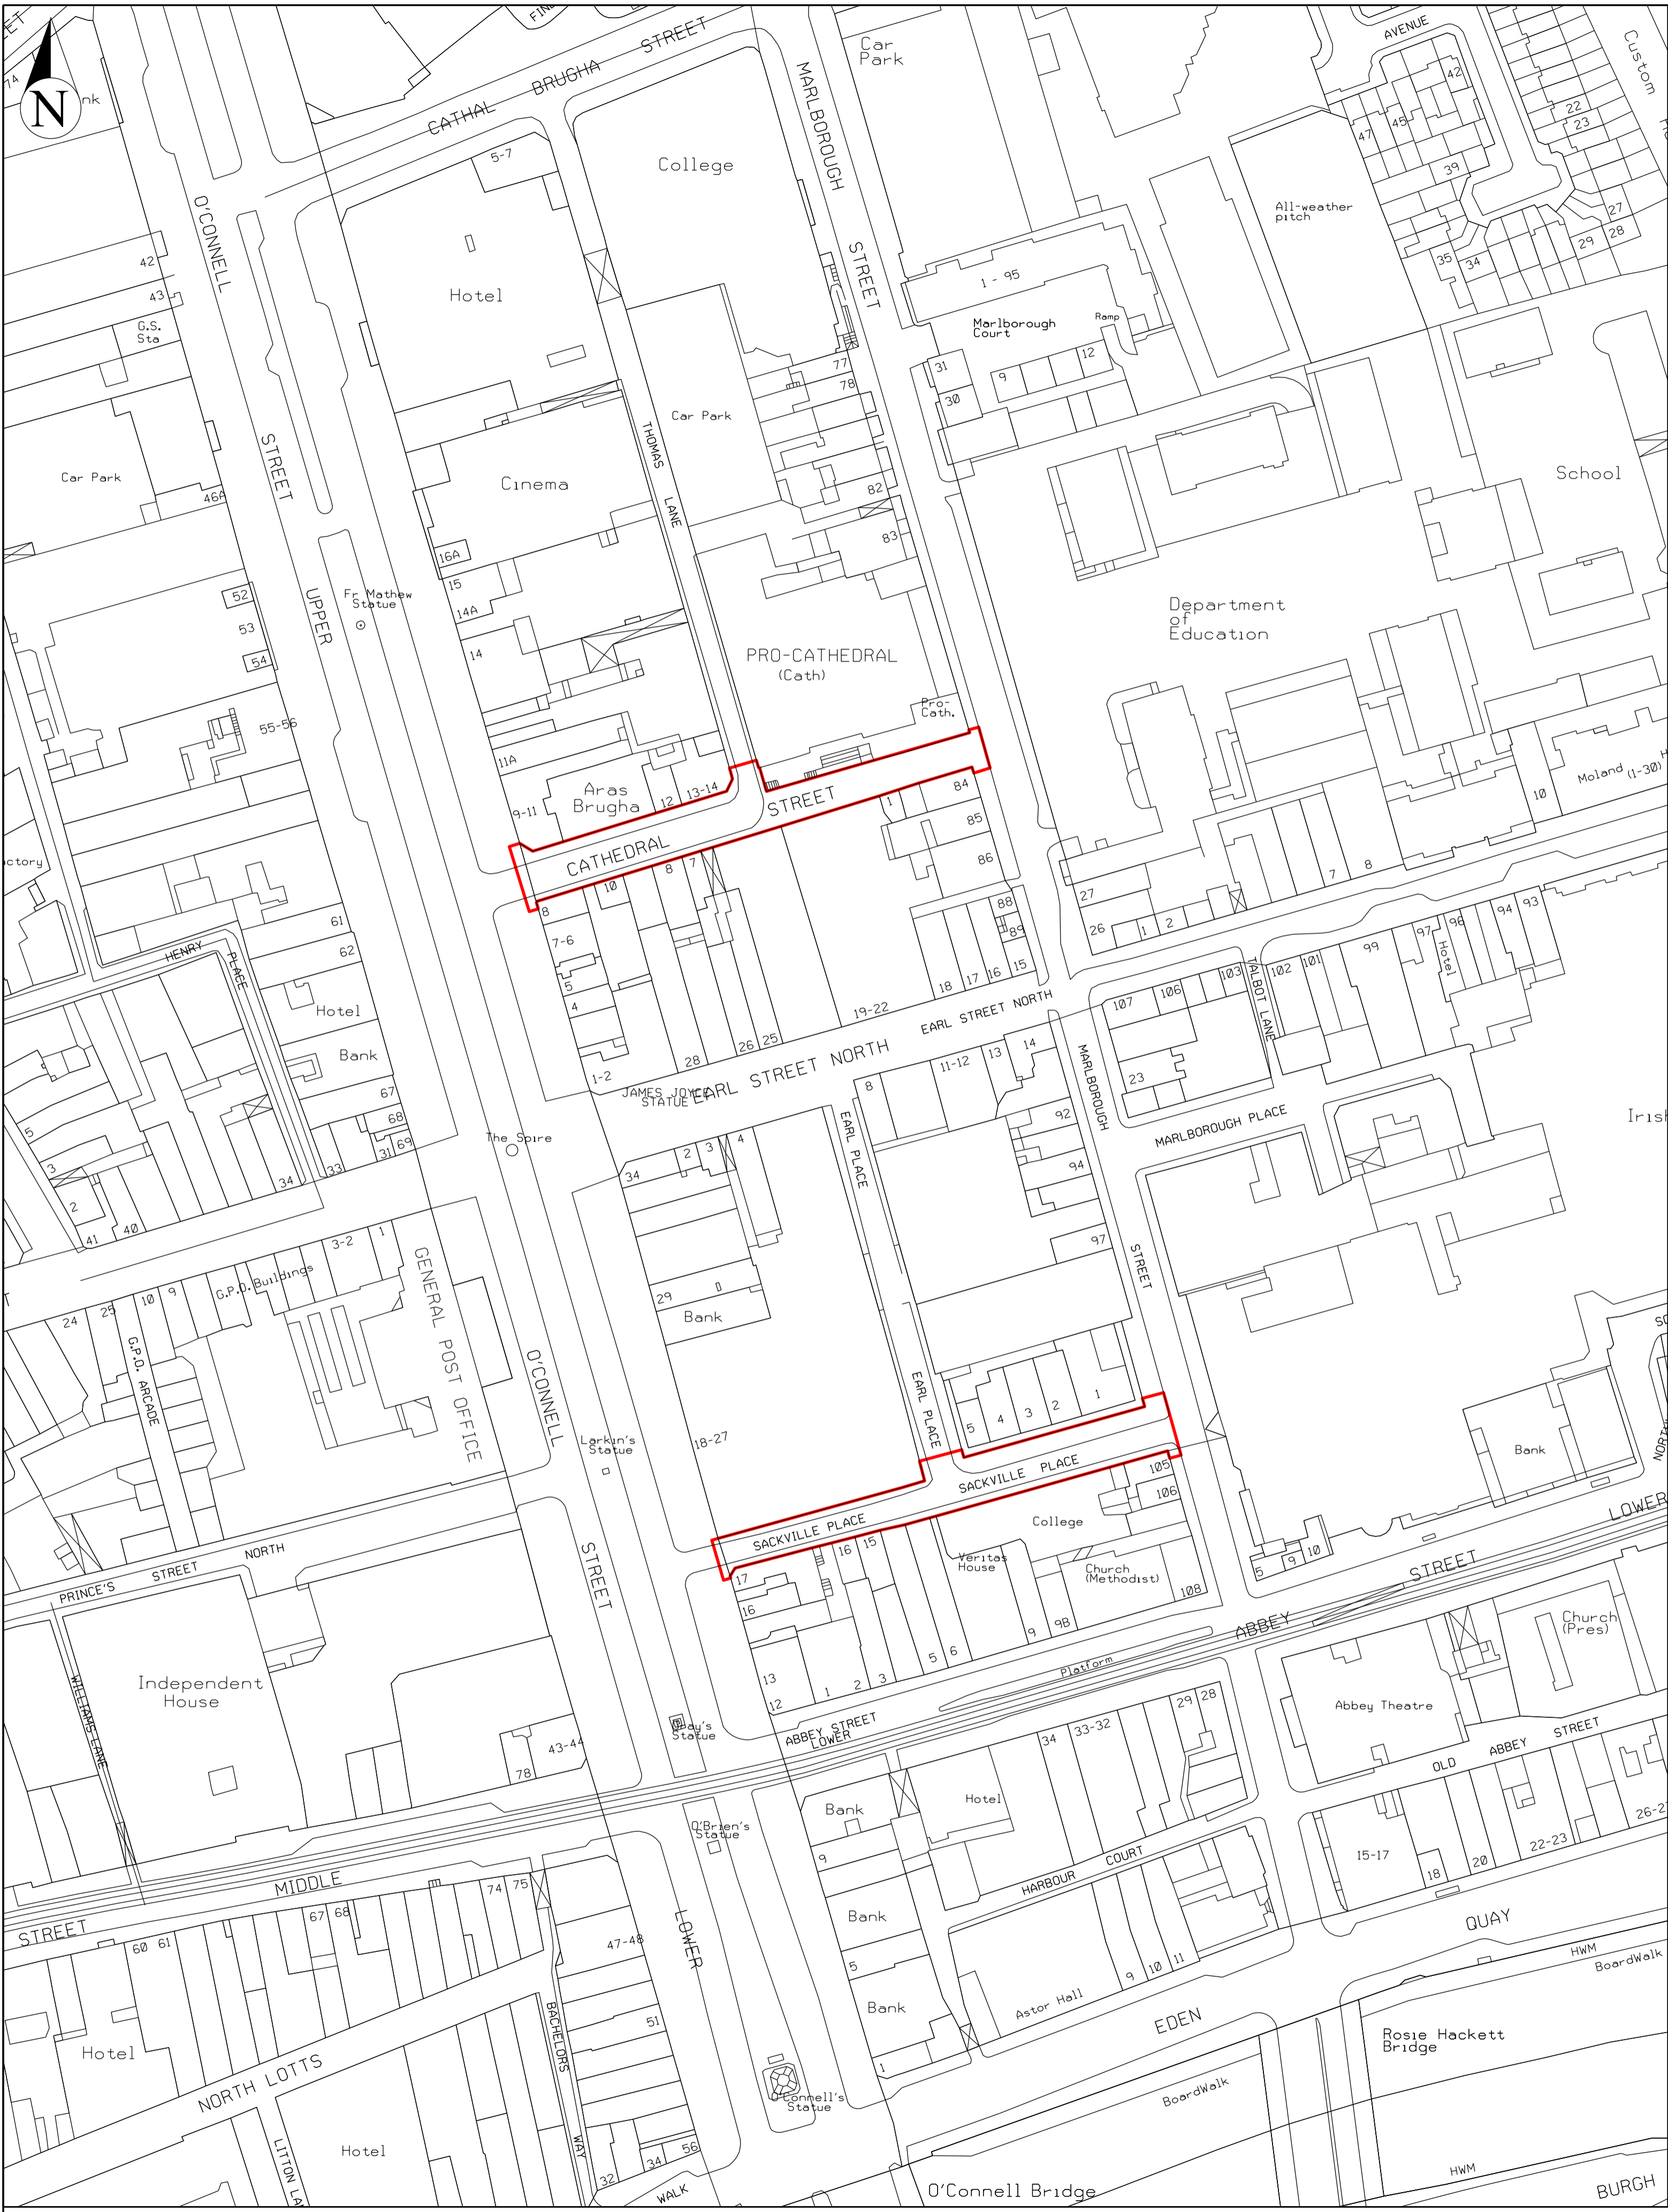 N
74
nk
CATHAL BRUGHA STREET
FIN
Car
Park
AVENUE
Custom
42
47
45
22
23
39
27
28
29
35
34
MARLBOROUGH
STREET
5-7
College
All-weather
pitch
O'CONNELL
STREET
UPPER
42
43
G.S.
Sta
Hotel
1 - 95
Marlborough
Court
Ramp
31
30
9
12
77
78
Car Park
THOMAS
LANE
Car Park
46A
Cinema
82
83
School
16A
15
14A
14
52
53
54
Fr Mathew
Statue
Department
of
Education
PRO-CATHEDRAL
(Cath)
Pro-
Cath.
55-56
11A
Aras
Brugha
9-11
12
13-14
CATHEDRAL
STREET
1
84
85
86
Moland (1-30)
10
ctory
8
10
8
7
7-6
5
4
1-2
28
26
25
19-22
18
17
16
15
88
89
27
26
1
2
7
8
61
62
HENRY
PLACE
Hotel
Bank
67
68
69
31
33
34
5
3
2
41
40
EARL STREET NORTH
EARL STREET NORTH
JAMES JOYCE
STATUE
The Spire
107
106
103
TALBOT LANE
102
101
99
97
Hotel
96
94
93
23
MARLBOROUGH PLACE
MARLBOROUGH
STREET
8
11-12
13
14
92
94
97
EARL PLACE
34
2
3
4
29
Bank
18-27
Irish
GENERAL POST OFFICE
G.P.O. Buildings
3-2
1
24
25
10
9
G.P.O. ARCADE
O'CONNELL
STREET
Larkin's
Statue
EARL PLACE
5
4
3
2
1
SACKVILLE PLACE
SACKVILLE PLACE
105
106
College
Veritas
House
Church
(Methodist)
108
17
16
16
15
13
12
1
2
3
5
6
9
9B
Bank
NORTH
LOWER
STREET
ABBEY
5
9
10
PRINCE'S STREET NORTH
WILLIAMS LANE
Independent
House
78
43-44
Platform
ABBEY STREET
LOWER
Statue
Church
(Pres)
Abbey Theatre
OLD ABBEY STREET
Bank
Hotel
34
33-32
29
28
O'Brien's
Statue
9
Bank
5
Bank
1
HARBOUR COURT
Astor Hall
9
10
11
15-17
18
20
22-23
QUAY
EDEN
HWM
BoardWalk
MIDDLE
STREET
74
75
67
68
60
61
47-48
51
LOWER
BACHELORS
WAY
Hotel
NORTH LOTTS
LITTON LA
Hotel
32
34
56
WALK
O'Connell's
Statue
Rosie Hackett
Bridge
BoardWalk
O'Connell Bridge
HWM
BURGH